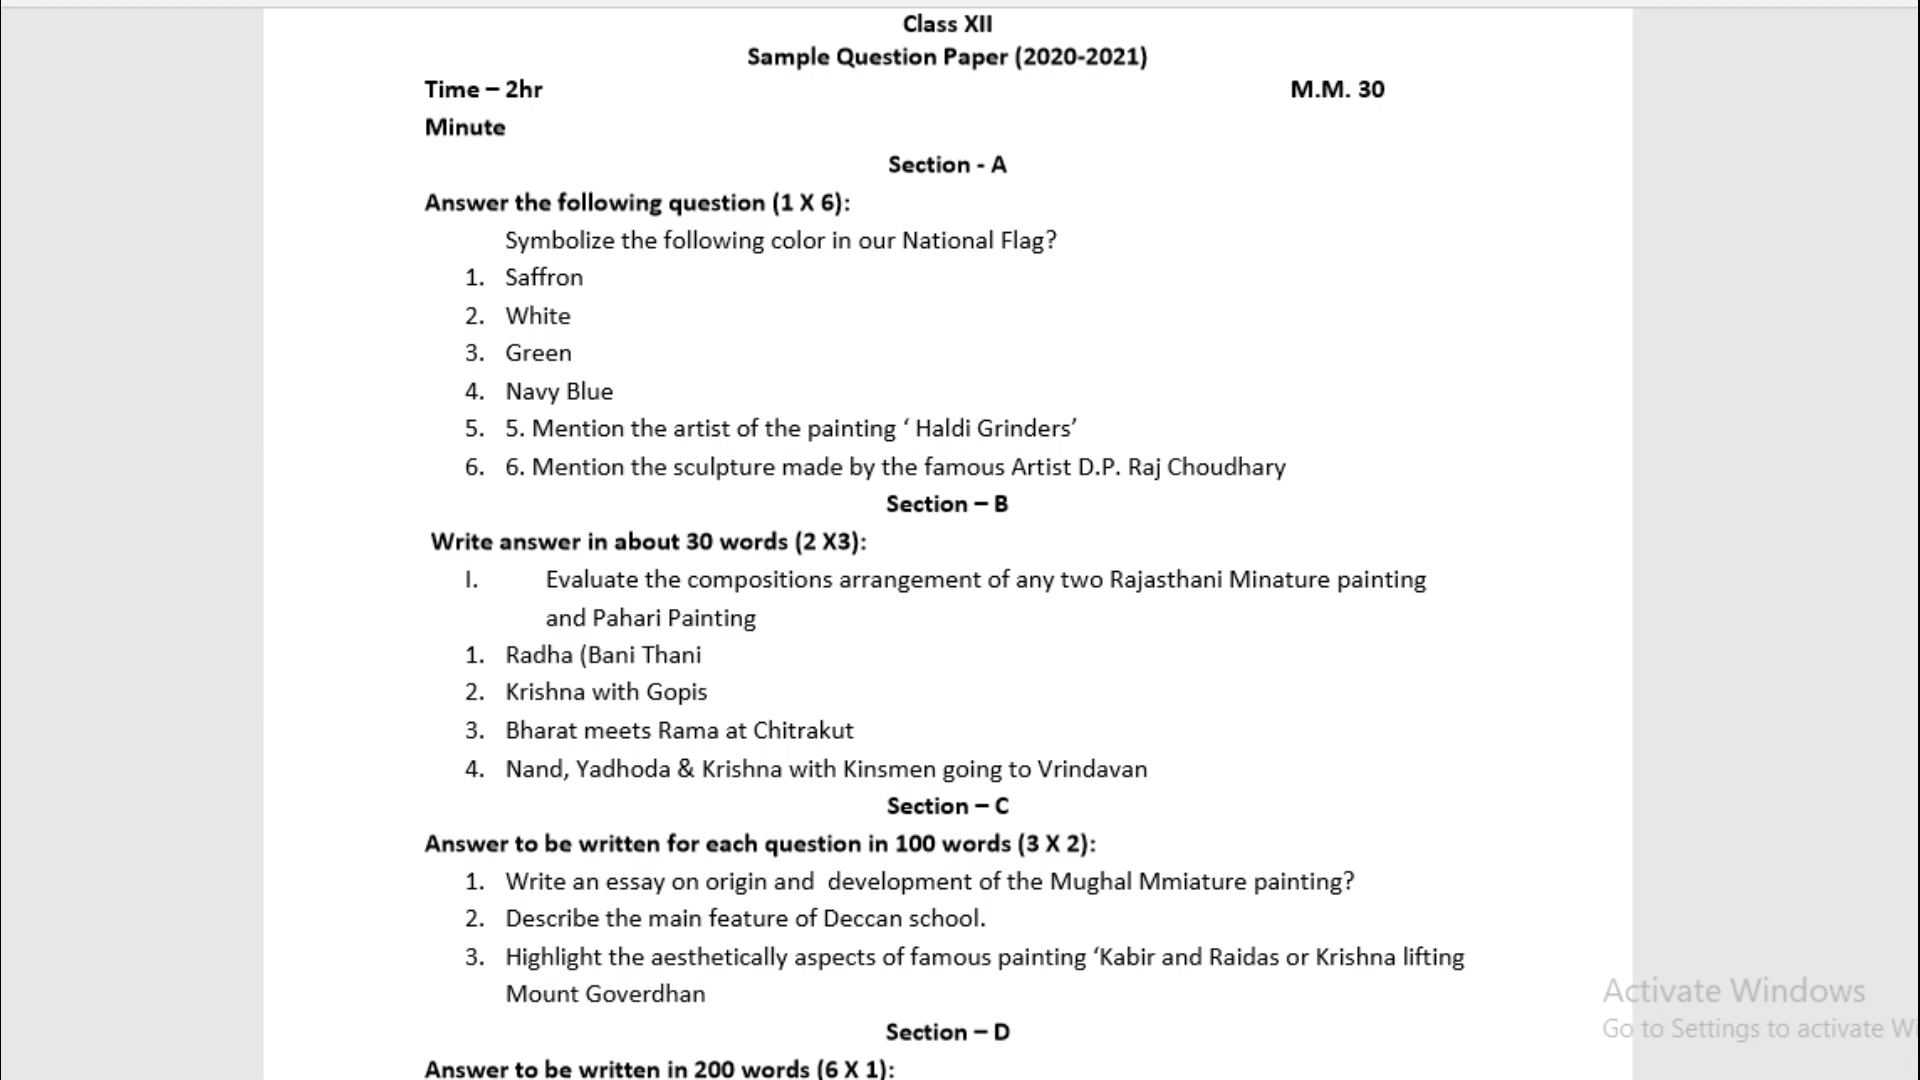 Class XII
Sample Question Paper (2020-2021)
Time – 2hr M.M. 30
Minute
Section - A
Answer the following question (1 X 6):
Symbolize the following color in our National Flag?
1. Saffron
2. White
3. Green
4. Navy Blue
5. 5. Mention the artist of the painting ‘ Haldi Grinders’
6. 6. Mention the sculpture made by the famous Artist D.P. Raj Choudhary
Section – B
Write answer in about 30 words (2 X3):
I. Evaluate the compositions arrangement of any two Rajasthani Minature painting
and Pahari Painting
1. Radha (Bani Thani
2. Krishna with Gopis
3. Bharat meets Rama at Chitrakut
4. Nand, Yadhoda & Krishna with Kinsmen going to Vrindavan
Section – C
Answer to be written for each question in 100 words (3 X 2):
1. Write an essay on origin and development of the Mughal Mmiature painting?
2. Describe the main feature of Deccan school.
3. Highlight the aesthetically aspects of famous painting ‘Kabir and Raidas or Krishna lifting
Mount Goverdhan
Section – D
Answer to be written in 200 words (6 X 1):
Activate Windows
Go to Settings to activate Wi